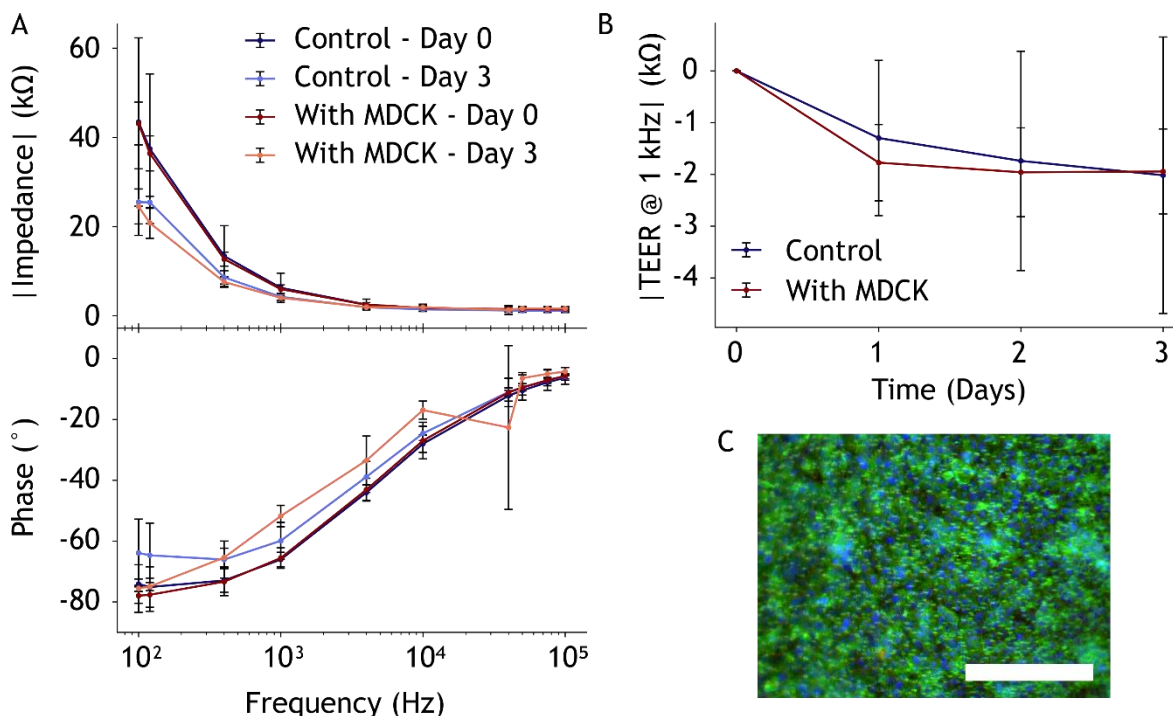 A
Control - Day 0
Control - Day 3
With MDCK - Day 0
With MDCK - Day 3
|Impedance| (kΩ)
60
40
20
0
Phase (°)
0
-20
-40
-60
-80
10²
10³
10⁴
10⁵
Frequency (Hz)
B
|TEER @ 1 kHz| (kΩ)
0
-1
-2
-3
-4
Control
With MDCK
0
1
2
3
Time (Days)
C